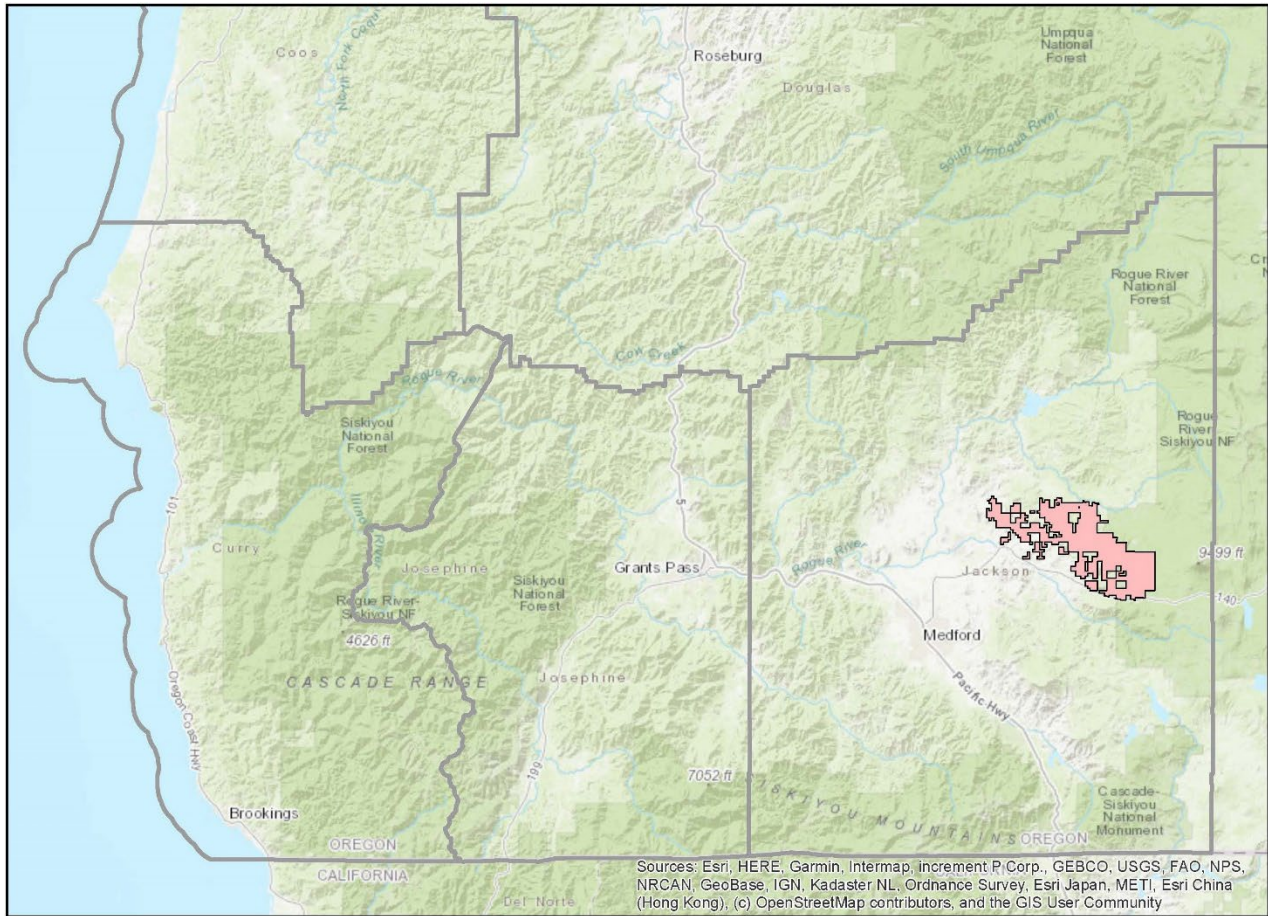 Coos
North Fork Coqui
Roseburg
Umpqua
National
Forest
Douglas
South Umpqua River
Rogue River
National
Forest
Cow Creek
Rogue River
Siskiyou
National
Forest
Rogue
River
Siskiyou NF
101
Illinois
River
5
Curry
Josephine
Grants Pass
Rogue River
Jackson
9499 ft
140
Siskiyou
National
Forest
Rogue River-
Siskiyou NF
4626 ft
Medford
CASCADE RANGE
Josephine
Pacific Hwy
Oregon Coast Hwy
199
7052 ft
SISKIYOU MOUNTAINS
Cascade-
Siskiyou
National
Monument
Brookings
OREGON
CALIFORNIA
OREGON
Del Norte
Sources: Esri, HERE, Garmin, Intermap, increment P Corp., GEBCO, USGS, FAO, NPS,
NRCAN, GeoBase, IGN, Kadaster NL, Ordnance Survey, Esri Japan, METI, Esri China
(Hong Kong), (c) OpenStreetMap contributors, and the GIS User Community